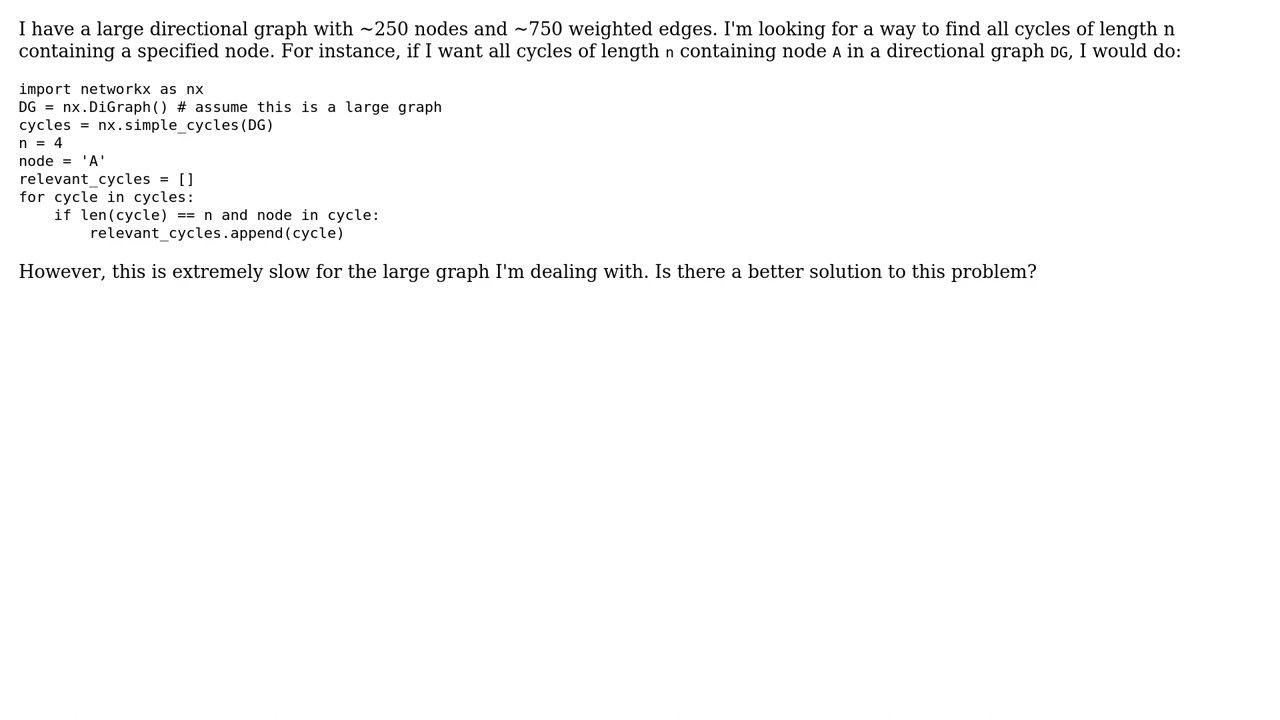 I have a large directional graph with ~250 nodes and ~750 weighted edges. I'm looking for a way to find all cycles of length n
containing a specified node. For instance, if I want all cycles of length n containing node A in a directional graph DG, I would do:
import networkx as nx
DG = nx.DiGraph() # assume this is a large graph
cycles = nx.simple_cycles(DG)
n = 4
node = 'A'
relevant_cycles = []
for cycle in cycles:
    if len(cycle) == n and node in cycle:
        relevant_cycles.append(cycle)
However, this is extremely slow for the large graph I'm dealing with. Is there a better solution to this problem?